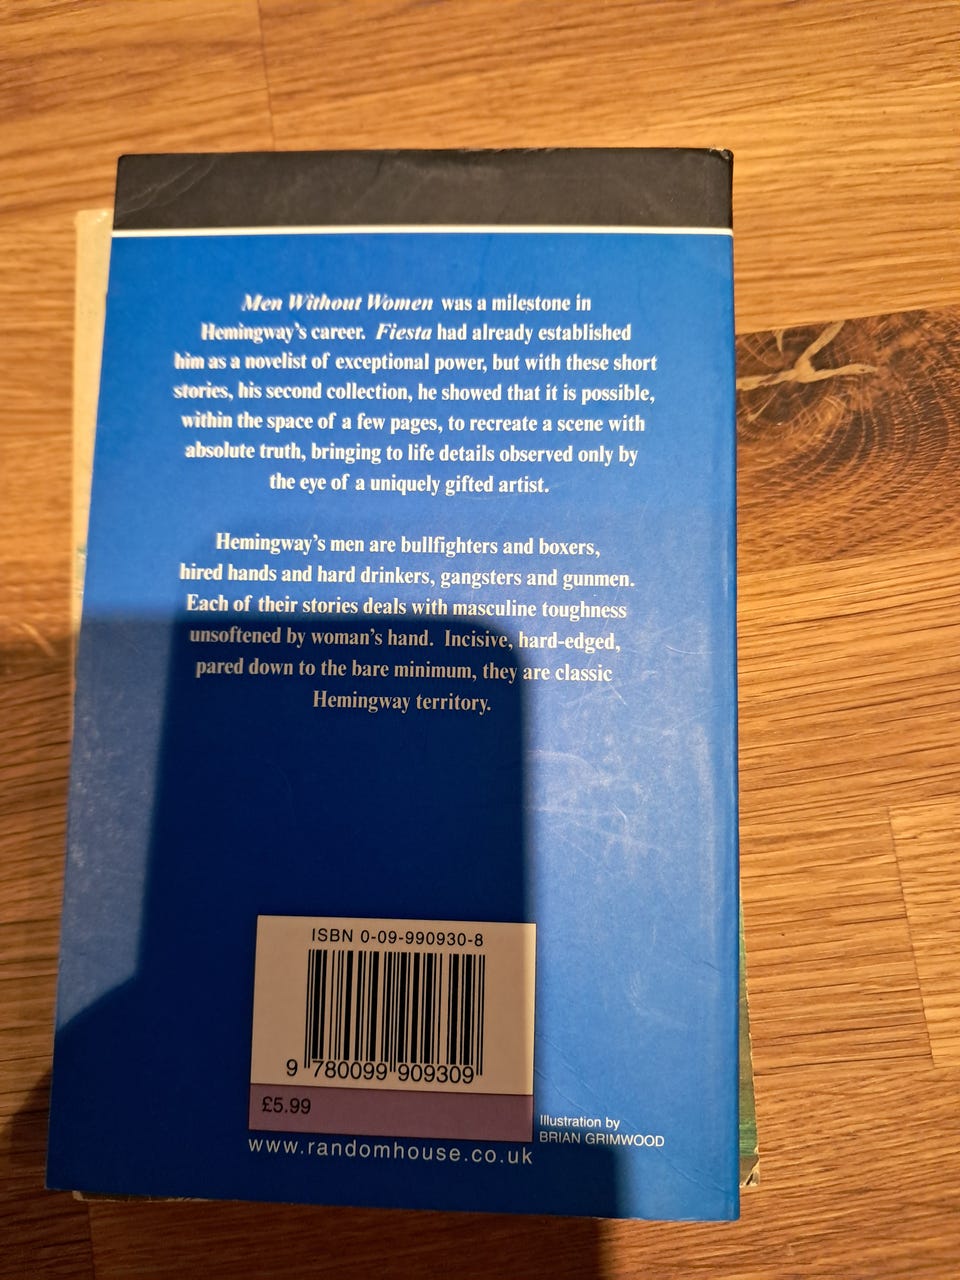 Men Without Women was a milestone in
Hemingway's career. Fiesta had already established
him as a novelist of exceptional power, but with these short
stories, his second collection, he showed that it is possible,
within the space of a few pages, to recreate a scene with
absolute truth, bringing to life details observed only by
the eye of a uniquely gifted artist.
Hemingway's men are bullfighters and boxers,
hired hands and hard drinkers, gangsters and gunmen.
Each of their stories deals with masculine toughness
unsoftened by woman's hand. Incisive, hard-edged,
pared down to the bare minimum, they are classic
Hemingway territory.
ISBN 0-09-990930-8
9 780099 909309
£5.99
Illustration by
BRIAN GRIMWOOD
www.randomhouse.co.uk